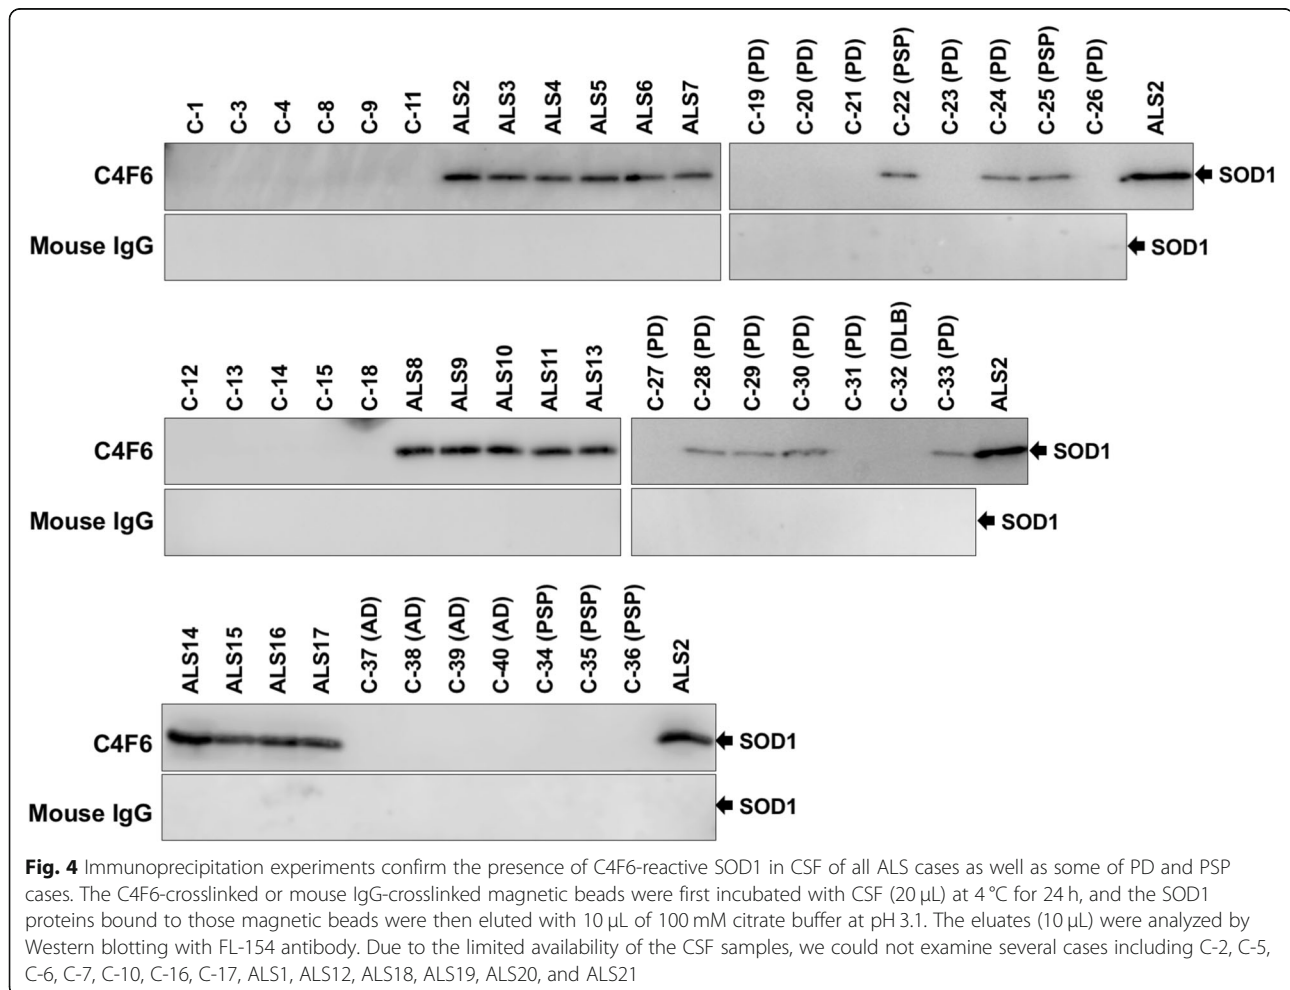 C-1 C-3 C-4 C-8 C-9 C-11 ALS2 ALS3 ALS4 ALS5 ALS6 ALS7 C-19 (PD) C-20 (PD) C-21 (PD) C-22 (PSP) C-23 (PD) C-24 (PD) C-25 (PSP) C-26 (PD) ALS2
C4F6 SOD1
Mouse IgG SOD1
C-12 C-13 C-14 C-15 C-18 ALS8 ALS9 ALS10 ALS11 ALS13 C-27 (PD) C-28 (PD) C-29 (PD) C-30 (PD) C-31 (PD) C-32 (DLB) C-33 (PD) ALS2
C4F6 SOD1
Mouse IgG SOD1
ALS14 ALS15 ALS16 ALS17 C-37 (AD) C-38 (AD) C-39 (AD) C-40 (AD) C-34 (PSP) C-35 (PSP) C-36 (PSP) ALS2
C4F6 SOD1
Mouse IgG SOD1
Fig. 4 Immunoprecipitation experiments confirm the presence of C4F6-reactive SOD1 in CSF of all ALS cases as well as some of PD and PSP
cases. The C4F6-crosslinked or mouse IgG-crosslinked magnetic beads were first incubated with CSF (20 μL) at 4 °C for 24 h, and the SOD1
proteins bound to those magnetic beads were then eluted with 10 μL of 100 mM citrate buffer at pH 3.1. The eluates (10 μL) were analyzed by
Western blotting with FL-154 antibody. Due to the limited availability of the CSF samples, we could not examine several cases including C-2, C-5,
C-6, C-7, C-10, C-16, C-17, ALS1, ALS12, ALS18, ALS19, ALS20, and ALS21